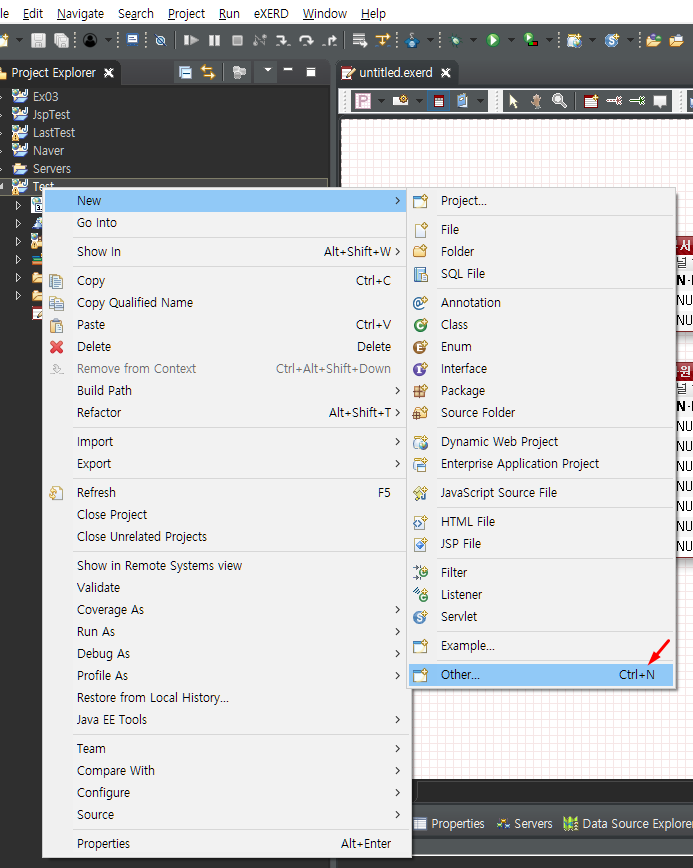 le Edit Navigate Search Project Run eXERD Window Help
Project Explorer
untitled.exerd
Ex03
JspTest
LastTest
Naver
Servers
Test
New
Go Into
Show In Alt+Shift+W
Copy Ctrl+C
Copy Qualified Name
Paste Ctrl+V
Delete Delete
Remove from Context Ctrl+Alt+Shift+Down
Build Path
Refactor Alt+Shift+T
Import
Export
Refresh F5
Close Project
Close Unrelated Projects
Show in Remote Systems view
Validate
Coverage As
Run As
Debug As
Profile As
Restore from Local History...
Java EE Tools
Team
Compare With
Configure
Source
Properties Alt+Enter
Project...
File
Folder
SQL File
Annotation
Class
Enum
Interface
Package
Source Folder
Dynamic Web Project
Enterprise Application Project
JavaScript Source File
HTML File
JSP File
Filter
Listener
Servlet
Example...
Other... Ctrl+N
서
널
N-
NU
NU
원
널
N-
NU
NU
NU
NU
NU
NU
NU
Properties Servers Data Source Explorer